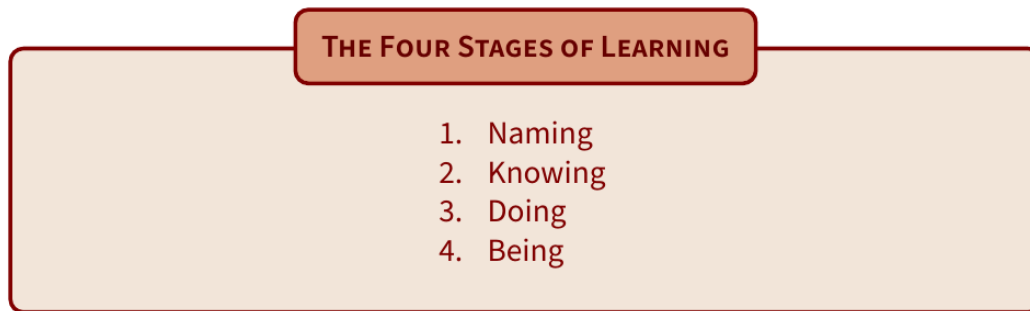 The Four Stages of Learning
1. Naming
2. Knowing
3. Doing
4. Being